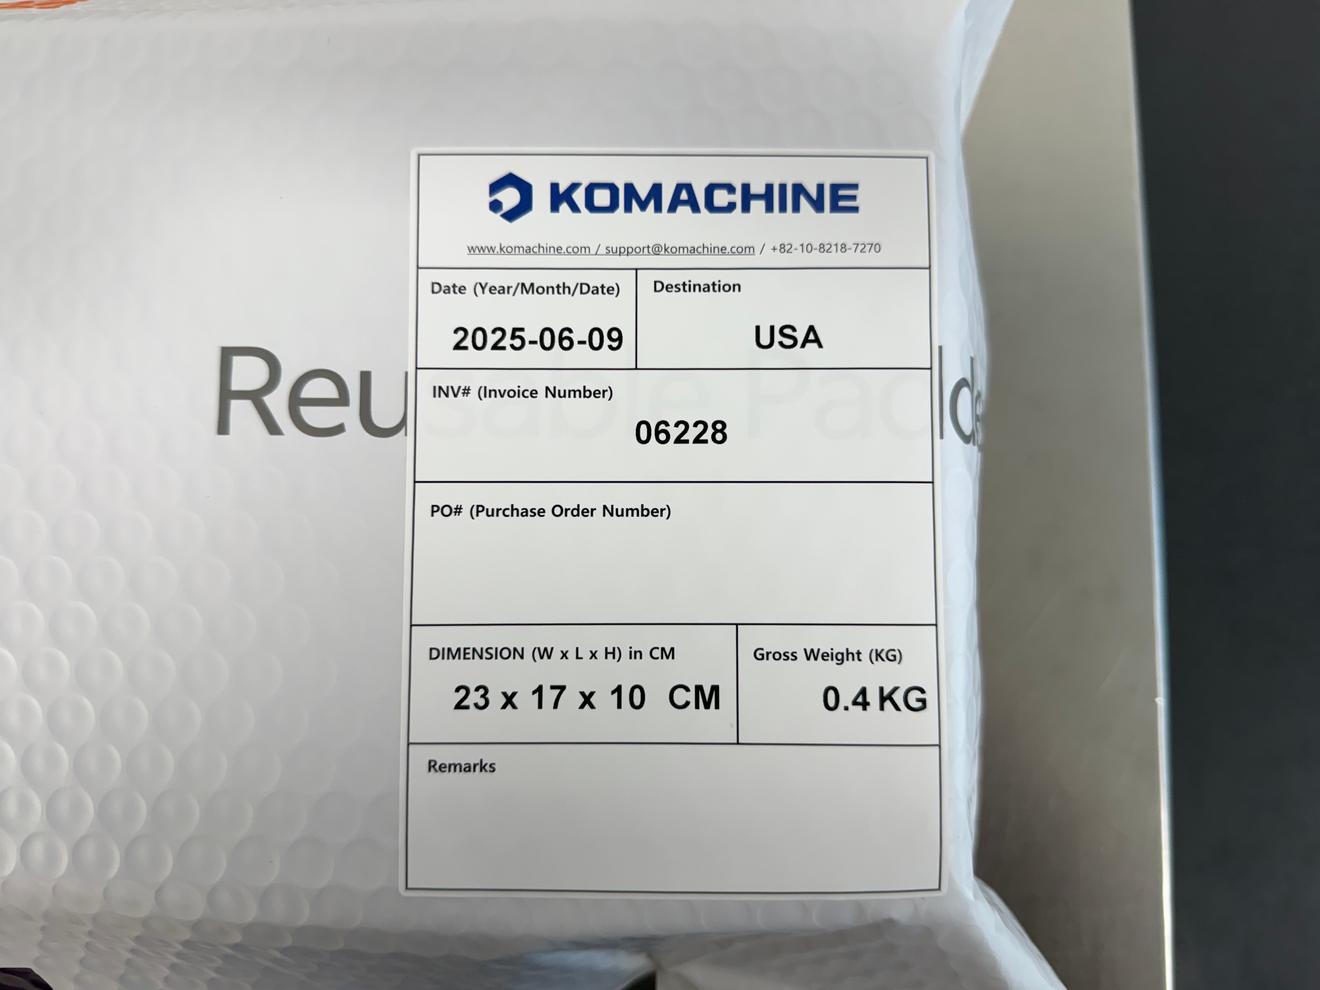 KOMACHINE
www.komachine.com / support@komachine.com / +82-10-8218-7270
Date (Year/Month/Date)
2025-06-09
Destination
USA
INV# (Invoice Number)
06228
PO# (Purchase Order Number)
DIMENSION (W x L x H) in CM
23 x 17 x 10 CM
Gross Weight (KG)
0.4 KG
Remarks
Reusable Padde